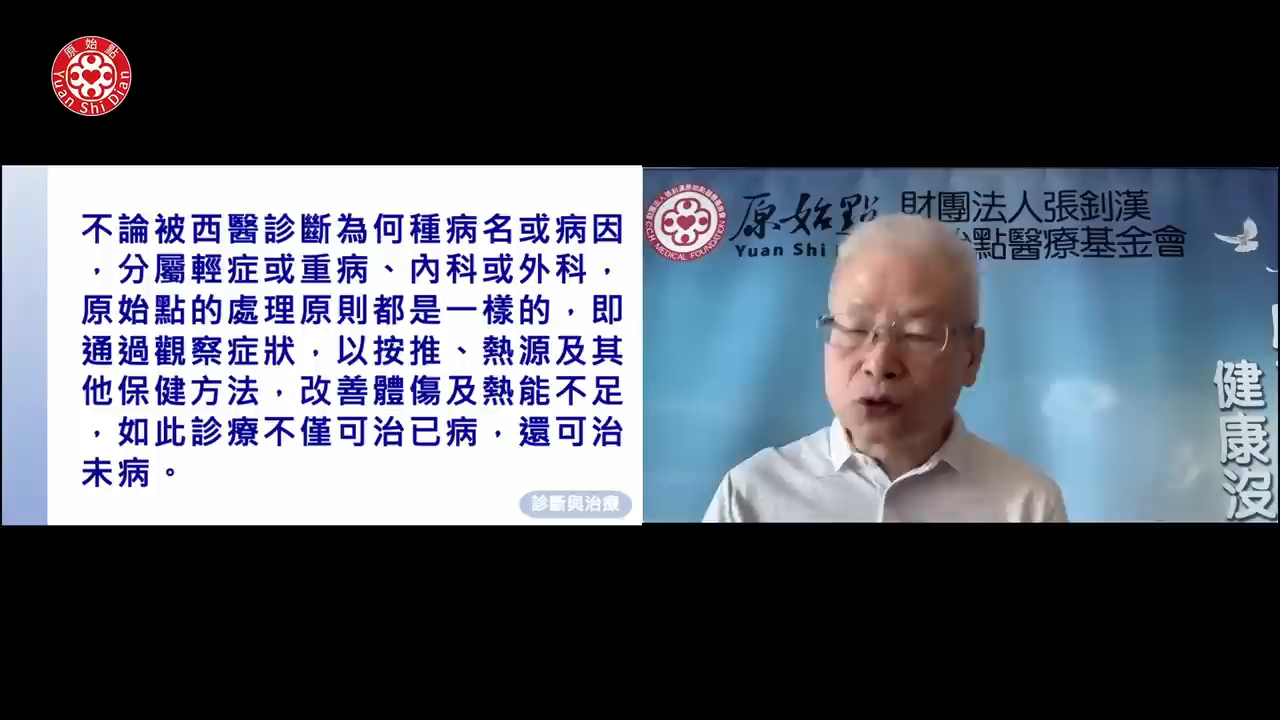 原始點
Yuan Shi Dian
不論被西醫診斷為何種病名或病因
，分屬輕症或重病、內科或外科，
原始點的處理原則都是一樣的，即
通過觀察症狀，以按推、熱源及其
他保健方法，改善體傷及熱能不足
，如此診療不僅可治已病，還可治
未病。
診斷與治療
原始點
Yuan Shi
財團法人張釗漢
點醫療基金會
健康沒